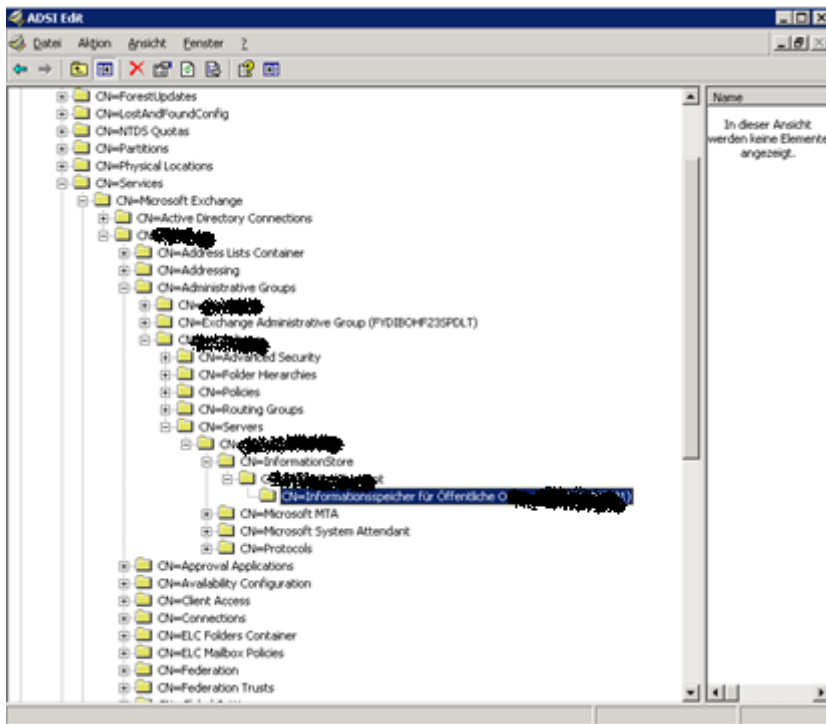 ADSI Edit
Datei Aktion Ansicht Fenster ?
CN=ForestUpdates
CN=LostAndFoundConfig
CN=NTDS Quotas
CN=Partitions
CN=Physical Locations
CN=Services
CN=Microsoft Exchange
CN=Active Directory Connections
CN=Address Lists Container
CN=Addressing
CN=Administrative Groups
CN=
CN=Exchange Administrative Group (FYDIBOHF23SPDLT)
CN=Advanced Security
CN=Folder Hierarchies
CN=Policies
CN=Routing Groups
CN=Servers
CN=InformationStore
CN=Informationsspeicher für Öffentliche
CN=Microsoft MTA
CN=Microsoft System Attendant
CN=Protocols
CN=Approval Applications
CN=Availability Configuration
CN=Client Access
CN=Connections
CN=ELC Folders Container
CN=ELC Mailbox Policies
CN=Federation
CN=Federation Trusts
Name
In dieser Ansicht
werden keine Elemente
angezeigt.